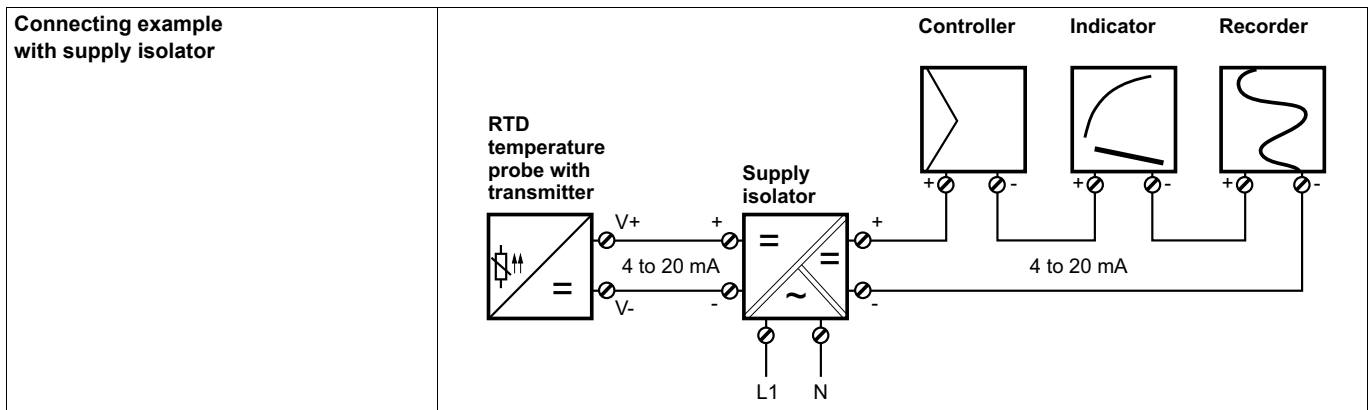 Connecting example
with supply isolator
Controller
Indicator
Recorder
RTD
temperature
probe with
transmitter
Supply
isolator
+ - + - + -
V+ + +
4 to 20 mA
4 to 20 mA
V- - -
L1 N